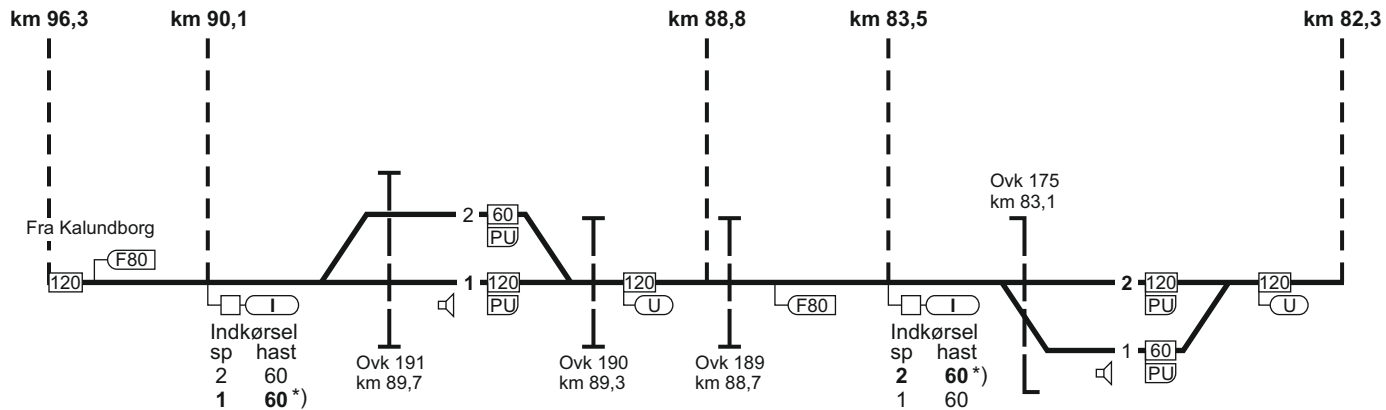 km 96,3 km 90,1 km 88,8 km 83,5 km 82,3
Ovk 175
km 83,1
2 60
PU
Fra Kalundborg
F80
120
1 120
PU
120
U
F80
2 120
PU
120
U
I
Indkørsel
sp hast
2 60
1 60 *)
Ovk 191
km 89,7
Ovk 190
km 89,3
Ovk 189
km 88,7
I
Indkørsel
sp hast
2 60 *)
1 60
1 60
PU